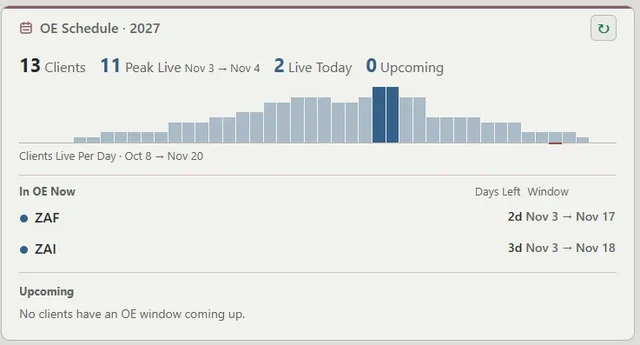 OE Schedule · 2027
↻
13 Clients 11 Peak Live Nov 3 → Nov 4 2 Live Today 0 Upcoming
Clients Live Per Day · Oct 8 → Nov 20
In OE Now Days Left Window
ZAF 2d Nov 3 → Nov 17
ZAI 3d Nov 3 → Nov 18
Upcoming
No clients have an OE window coming up.